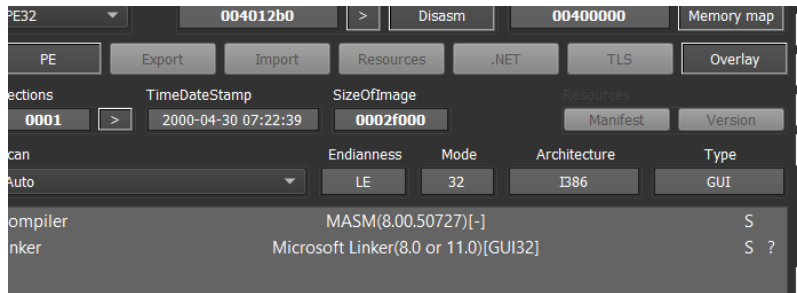 PE32 004012b0 > Disasm 00400000 Memory map
PE Export Import Resources .NET TLS Overlay
ections TimeDateStamp SizeOfImage Resources
0001 > 2000-04-30 07:22:39 0002f000 Manifest Version
can Endianness Mode Architecture Type
Auto LE 32 I386 GUI
ompiler MASM(8.00.50727)[-] S
nker Microsoft Linker(8.0 or 11.0)[GUI32] S ?